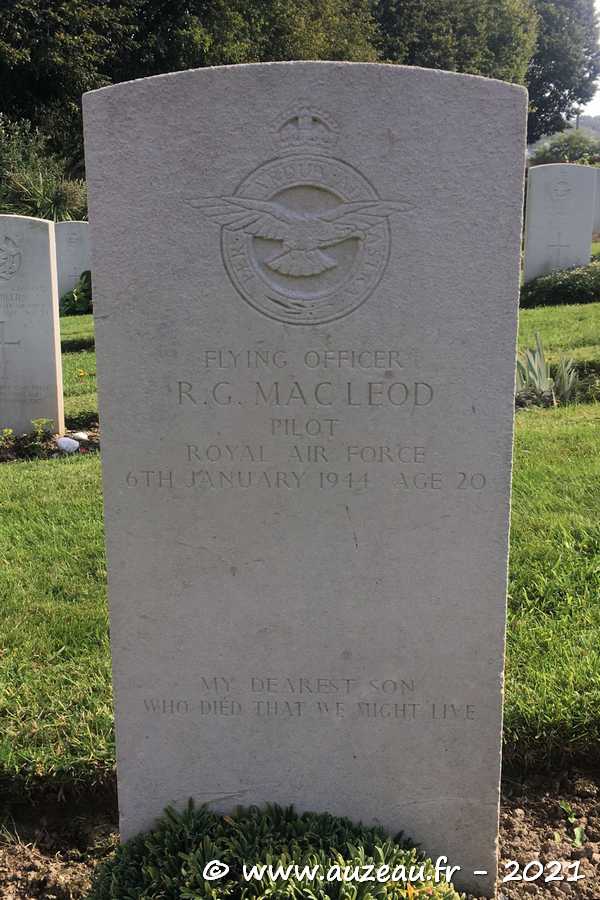 FLYING OFFICER
R.G. MAC LEOD
PILOT
ROYAL AIR FORCE
6TH JANUARY 1944 AGE 20
MY DEAREST SON
WHO DIED THAT WE MIGHT LIVE
© www.auzeau.fr - 2021